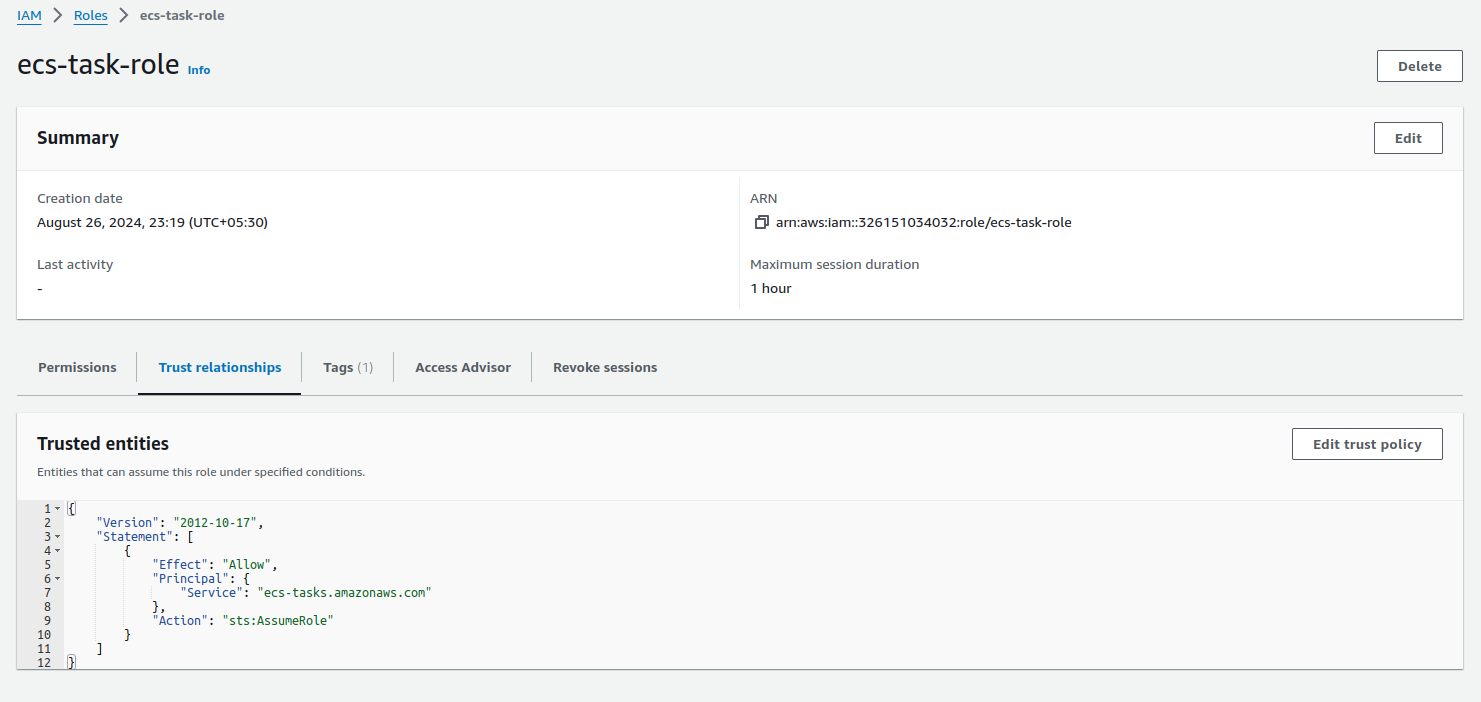 IAM > Roles > ecs-task-role
ecs-task-role Info
Delete
Summary
Edit
Creation date
August 26, 2024, 23:19 (UTC+05:30)
ARN
arn:aws:iam::326151034032:role/ecs-task-role
Last activity
-
Maximum session duration
1 hour
Permissions
Trust relationships
Tags (1)
Access Advisor
Revoke sessions
Trusted entities
Edit trust policy
Entities that can assume this role under specified conditions.
1 {
2     "Version": "2012-10-17",
3     "Statement": [
4         {
5             "Effect": "Allow",
6             "Principal": {
7                 "Service": "ecs-tasks.amazonaws.com"
8             },
9             "Action": "sts:AssumeRole"
10         }
11     ]
12 }